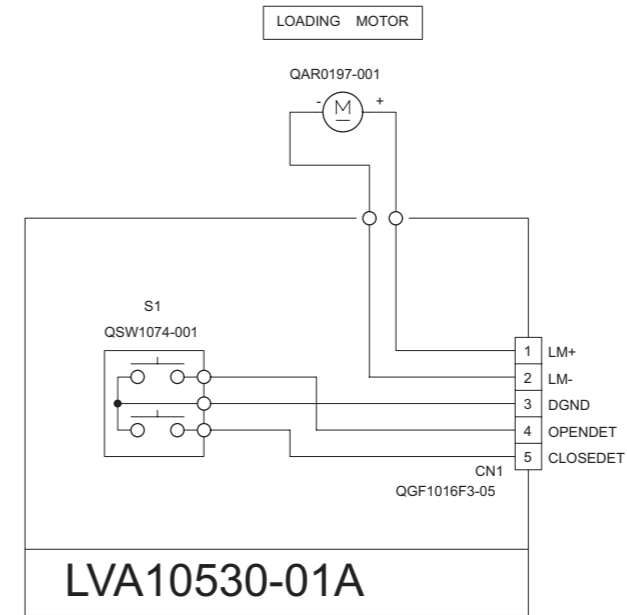 LOADING MOTOR
QAR0197-001
- M +
S1
QSW1074-001
1 LM+
2 LM-
3 DGND
4 OPENDET
5 CLOSEDET
CN1
QGF1016F3-05
LVA10530-01A